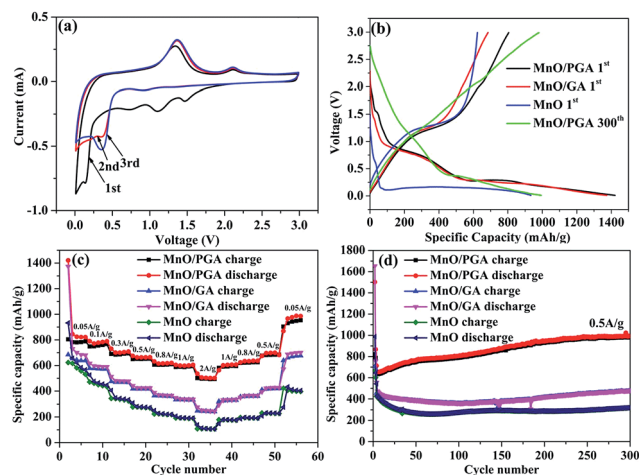 (a)
0.5
0.0
-0.5
-1.0
Current (mA)
3rd
2nd
1st
0.0 0.5 1.0 1.5 2.0 2.5 3.0
Voltage (V)
(b)
3.0
2.5
2.0
1.5
1.0
0.5
0.0
Voltage (V)
MnO/PGA 1st
MnO/GA 1st
MnO 1st
MnO/PGA 300th
0 200 400 600 800 1000 1200 1400
Specific Capacity (mAh/g)
(c)
1400
1200
1000
800
600
400
200
0
Specific capacity (mAh/g)
MnO/PGA charge
MnO/PGA discharge
MnO/GA charge
MnO/GA discharge
MnO charge
MnO discharge
0.05A/g
0.1A/g
0.3A/g
0.5A/g
0.8A/g
1A/g
2A/g
1A/g
0.8A/g
0.5A/g
0.05A/g
0 10 20 30 40 50 60
Cycle number
(d)
1600
1400
1200
1000
800
600
400
200
0
Specific capacity (mAh/g)
MnO/PGA charge
MnO/PGA discharge
MnO/GA charge
MnO/GA discharge
MnO charge
MnO discharge
0.5A/g
0 50 100 150 200 250 300
Cycle number